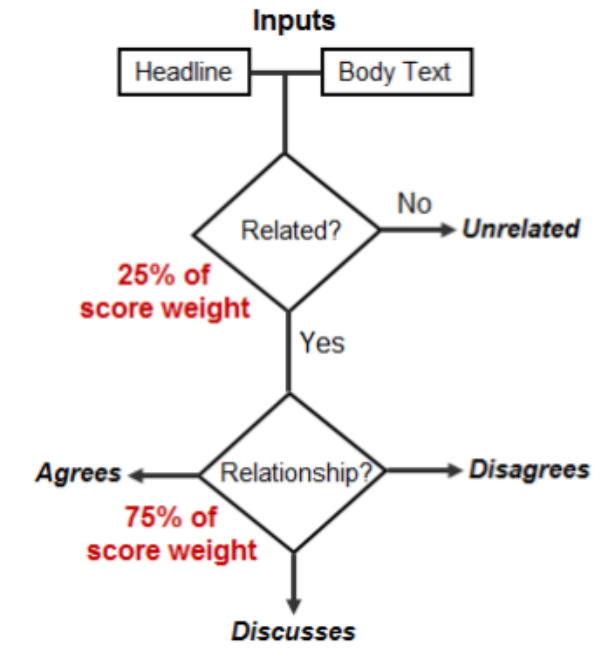 Inputs
Headline
Body Text
Related?
No
Unrelated
25% of
score weight
Yes
Agrees
Relationship?
Disagrees
75% of
score weight
Discusses